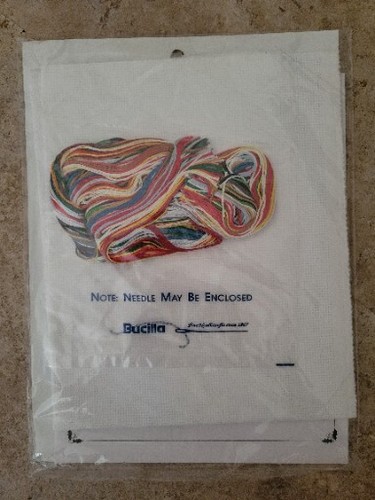 NOTE: NEEDLE MAY BE ENCLOSED
Bucilla